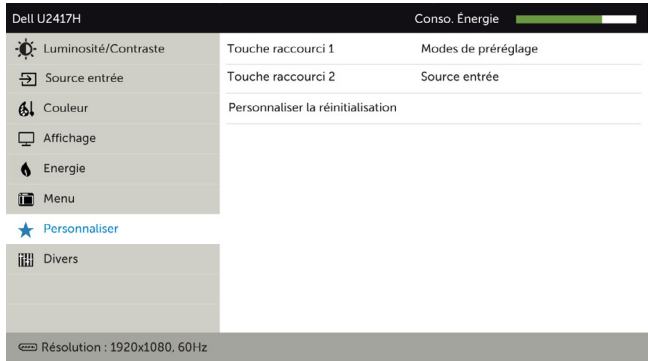 Dell U2417H
Conso. Énergie
Luminosité/Contraste
Touche raccourci 1
Modes de préréglage
Source entrée
Touche raccourci 2
Source entrée
Couleur
Personnaliser la réinitialisation
Affichage
Energie
Menu
Personnaliser
Divers
Résolution : 1920x1080, 60Hz